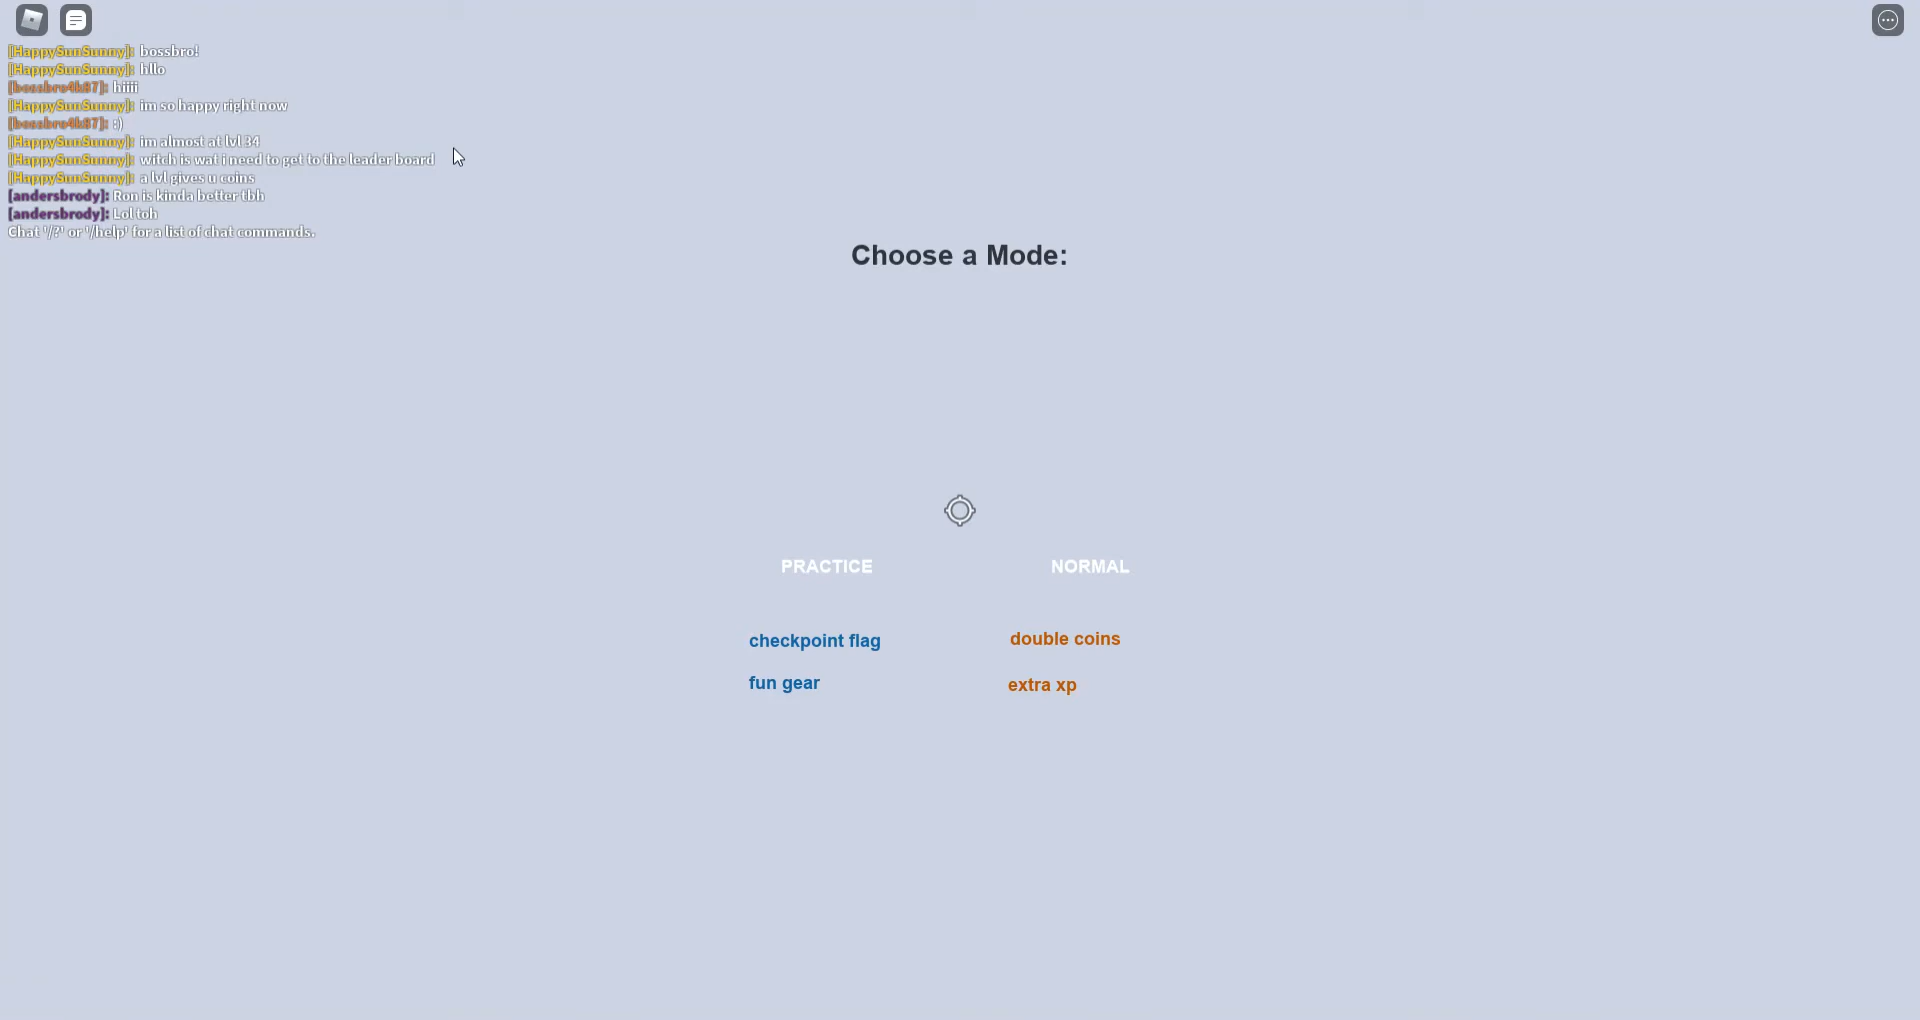 [HappySunSunny]: bossbro!
[HappySunSunny]: hllo
[bossbro4k87]: hiiii
[HappySunSunny]: im so happy right now
[bossbro4k87]: :)
[HappySunSunny]: im almost at lvl 34
[HappySunSunny]: witch is wat i need to get to the leader board
[HappySunSunny]: a lvl gives u coins
[andersbrody]: Ron is kinda better tbh
[andersbrody]: Lol toh
Chat '/?' or '/help' for a list of chat commands.
Choose a Mode:
PRACTICE
NORMAL
checkpoint flag
double coins
fun gear
extra xp